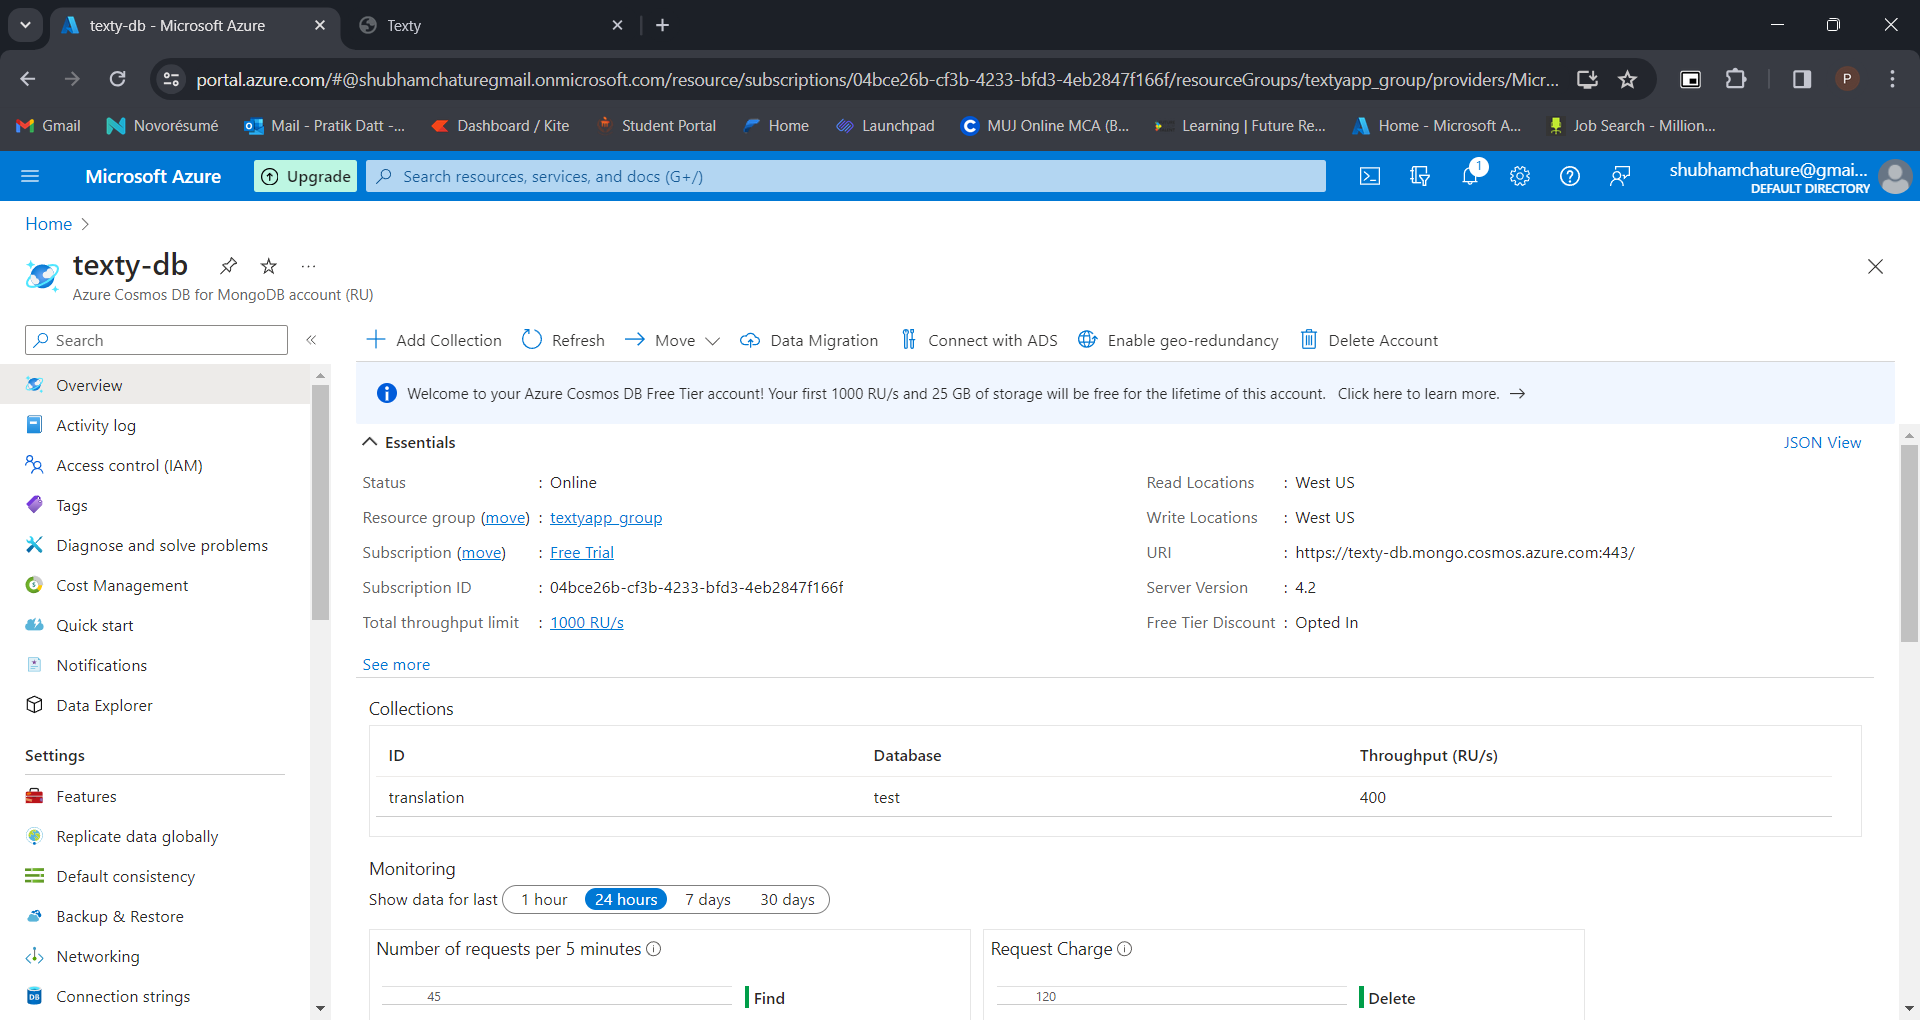 texty-db - Microsoft Azure
Texty
portal.azure.com/#@shubhamchaturegmail.onmicrosoft.com/resource/subscriptions/04bce26b-cf3b-4233-bfd3-4eb2847f166f/resourceGroups/textyapp_group/providers/Micr...
P
Gmail
Novorésumé
Mail - Pratik Datt -...
Dashboard / Kite
Student Portal
Home
Launchpad
MUJ Online MCA (B...
Learning | Future Re...
Home - Microsoft A...
Job Search - Million...
Microsoft Azure
Upgrade
Search resources, services, and docs (G+/)
1
shubhamchature@gmai...
DEFAULT DIRECTORY
Home
texty-db
Azure Cosmos DB for MongoDB account (RU)
Search
Add Collection
Refresh
Move
Data Migration
Connect with ADS
Enable geo-redundancy
Delete Account
Overview
Activity log
Access control (IAM)
Tags
Diagnose and solve problems
Cost Management
Quick start
Notifications
Data Explorer
Settings
Features
Replicate data globally
Default consistency
Backup & Restore
Networking
Connection strings
Welcome to your Azure Cosmos DB Free Tier account! Your first 1000 RU/s and 25 GB of storage will be free for the lifetime of this account. Click here to learn more.
Essentials
JSON View
Status : Online
Resource group (move) : textyapp_group
Subscription (move) : Free Trial
Subscription ID : 04bce26b-cf3b-4233-bfd3-4eb2847f166f
Total throughput limit : 1000 RU/s
Read Locations : West US
Write Locations : West US
URI : https://texty-db.mongo.cosmos.azure.com:443/
Server Version : 4.2
Free Tier Discount : Opted In
See more
Collections
ID Database Throughput (RU/s)
translation test 400
Monitoring
Show data for last 1 hour 24 hours 7 days 30 days
Number of requests per 5 minutes
45
Find
Request Charge
120
Delete